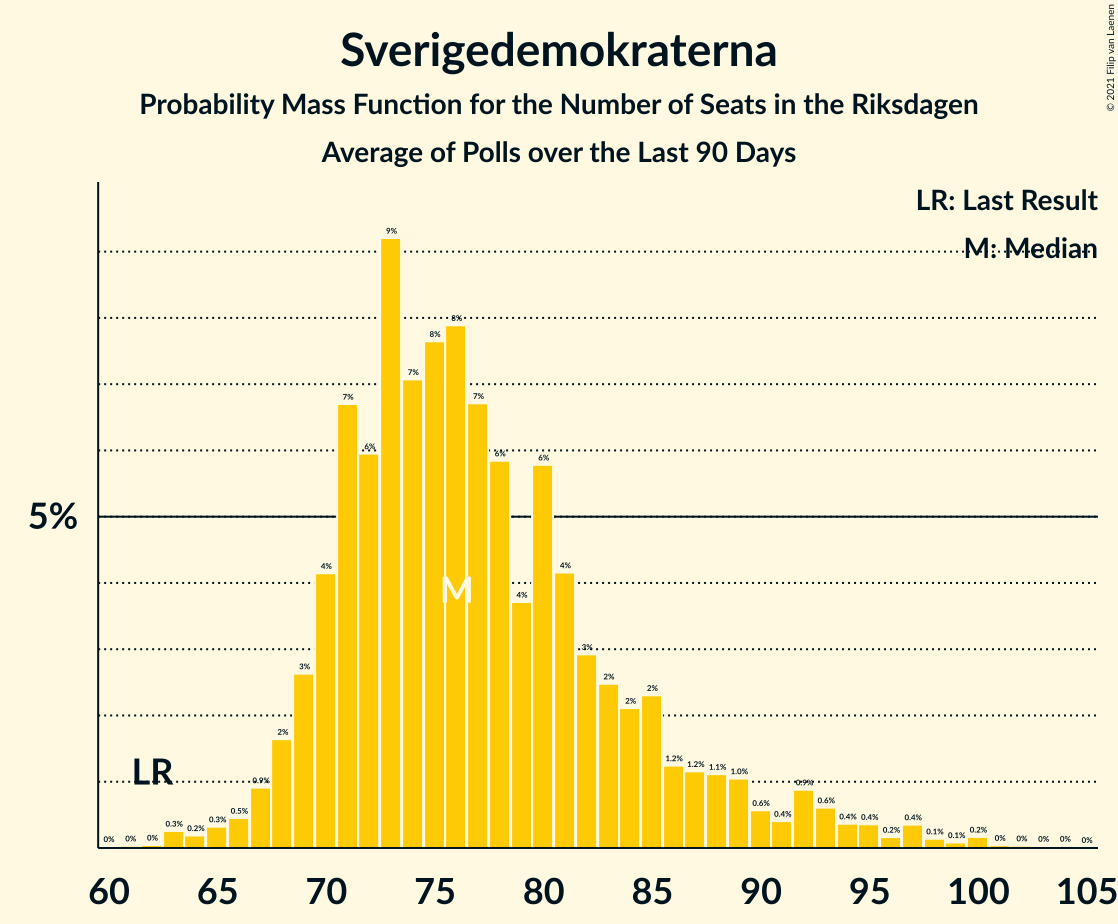 Sverigedemokraterna
Probability Mass Function for the Number of Seats in the Riksdagen
Average of Polls over the Last 90 Days
© 2021 Filip van Laenen
LR: Last Result
M: Median
5%
LR
M
0% 0% 0% 0.3% 0.2% 0.3% 0.5% 0.9% 2% 3% 4% 7% 6% 9% 7% 8% 8% 7% 6% 4% 6% 4% 3% 2% 2% 2% 1.2% 1.2% 1.1% 1.0% 0.6% 0.4% 0.9% 0.6% 0.4% 0.4% 0.2% 0.4% 0.1% 0.1% 0.2% 0% 0% 0% 0% 0%
60 65 70 75 80 85 90 95 100 105